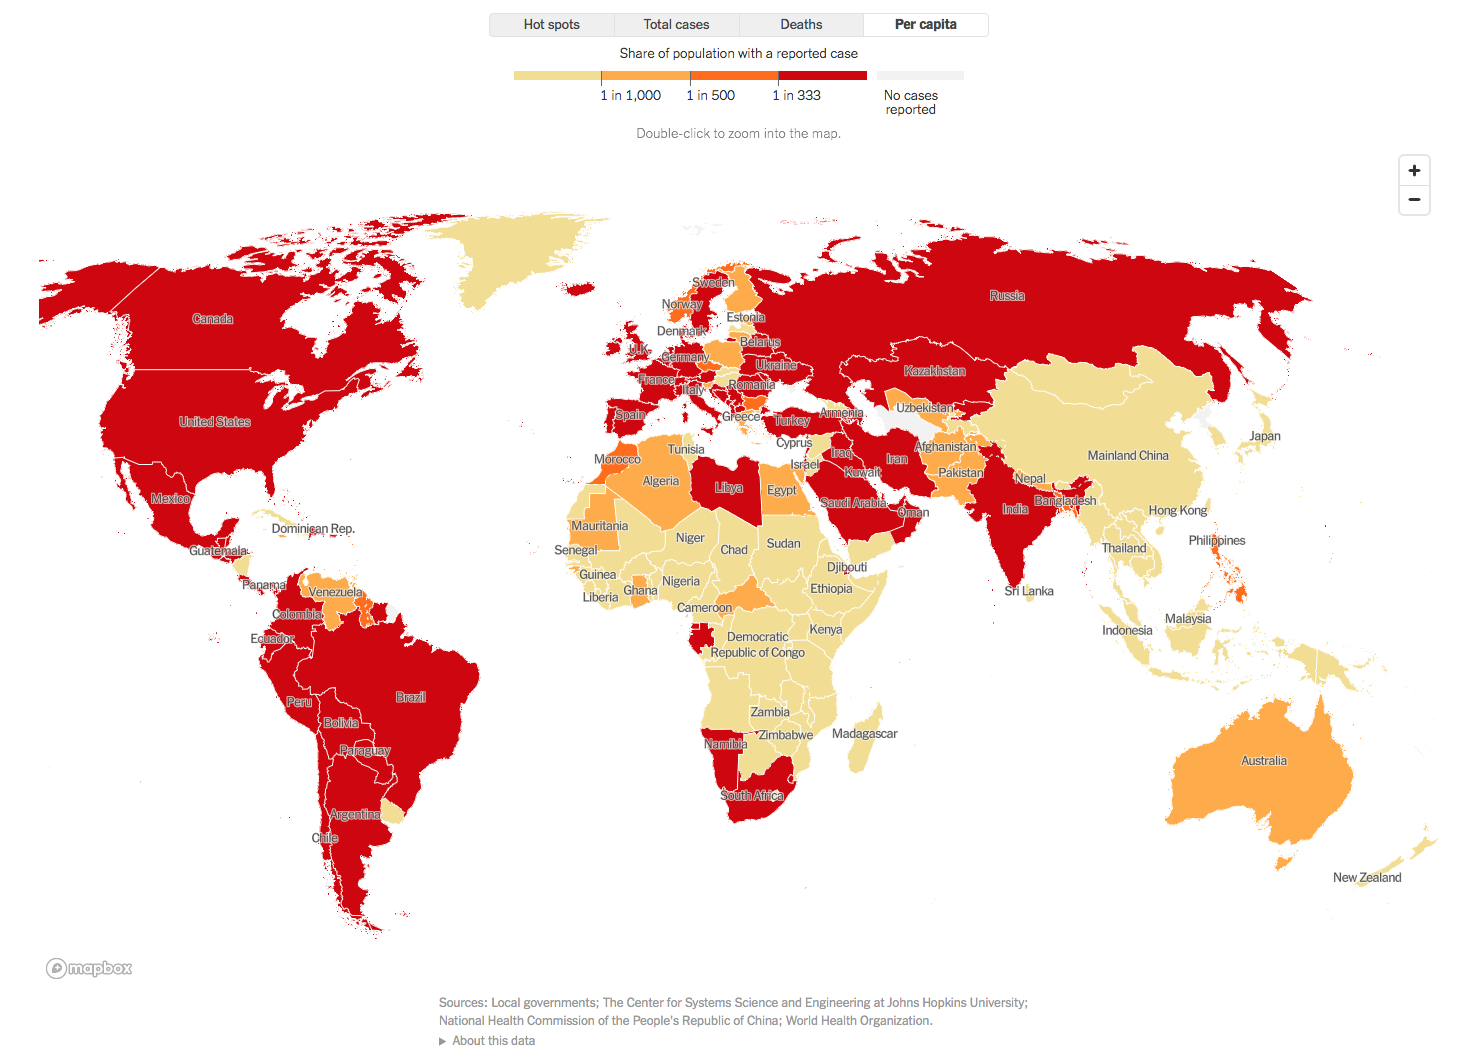 Hot spots
Total cases
Deaths
Per capita
Share of population with a reported case
1 in 1,000
1 in 500
1 in 333
No cases
reported
Double-click to zoom into the map.
+
−
Sweden
Russia
Norway
Canada
Estonia
Denmark
Belarus
U.K.
Germany
Ukraine
Kazakhstan
France
Romania
Italy
Uzbekistan
Spain
Greece
Armenia
United States
Turkey
Japan
Cyprus
Afghanistan
Tunisia
Iraq
Mainland China
Morocco
Israel
Iran
Kuwait
Pakistan
Nepal
Algeria
Libya
Egypt
Mexico
Saudi Arabia
Bangladesh
India
Oman
Hong Kong
Mauritania
Dominican Rep.
Niger
Philippines
Sudan
Guatemala
Senegal
Chad
Thailand
Djibouti
Guinea
Nigeria
Panama
Venezuela
Ghana
Ethiopia
Sri Lanka
Liberia
Cameroon
Colombia
Malaysia
Kenya
Indonesia
Ecuador
Democratic
Republic of Congo
Brazil
Peru
Zambia
Bolivia
Zimbabwe
Madagascar
Namibia
Paraguay
Australia
South Africa
Argentina
Chile
New Zealand
mapbox
Sources: Local governments; The Center for Systems Science and Engineering at Johns Hopkins University;
National Health Commission of the People's Republic of China; World Health Organization.
About this data